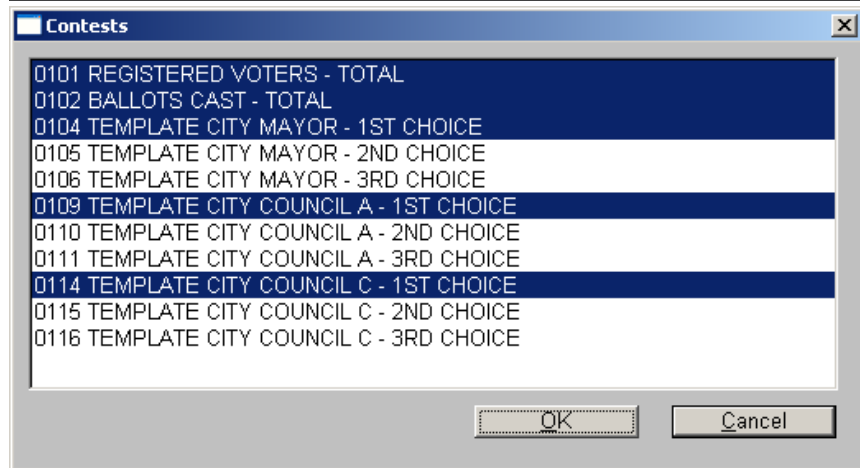 Contests
0101 REGISTERED VOTERS - TOTAL
0102 BALLOTS CAST - TOTAL
0104 TEMPLATE CITY MAYOR - 1ST CHOICE
0105 TEMPLATE CITY MAYOR - 2ND CHOICE
0106 TEMPLATE CITY MAYOR - 3RD CHOICE
0109 TEMPLATE CITY COUNCIL A - 1ST CHOICE
0110 TEMPLATE CITY COUNCIL A - 2ND CHOICE
0111 TEMPLATE CITY COUNCIL A - 3RD CHOICE
0114 TEMPLATE CITY COUNCIL C - 1ST CHOICE
0115 TEMPLATE CITY COUNCIL C - 2ND CHOICE
0116 TEMPLATE CITY COUNCIL C - 3RD CHOICE
OK Cancel